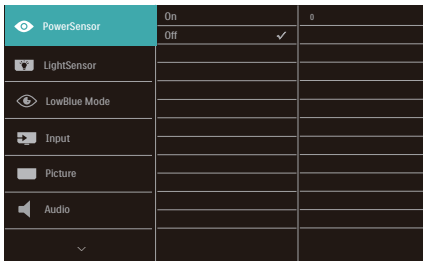 PowerSensor
On
0
Off
LightSensor
LowBlue Mode
Input
Picture
Audio